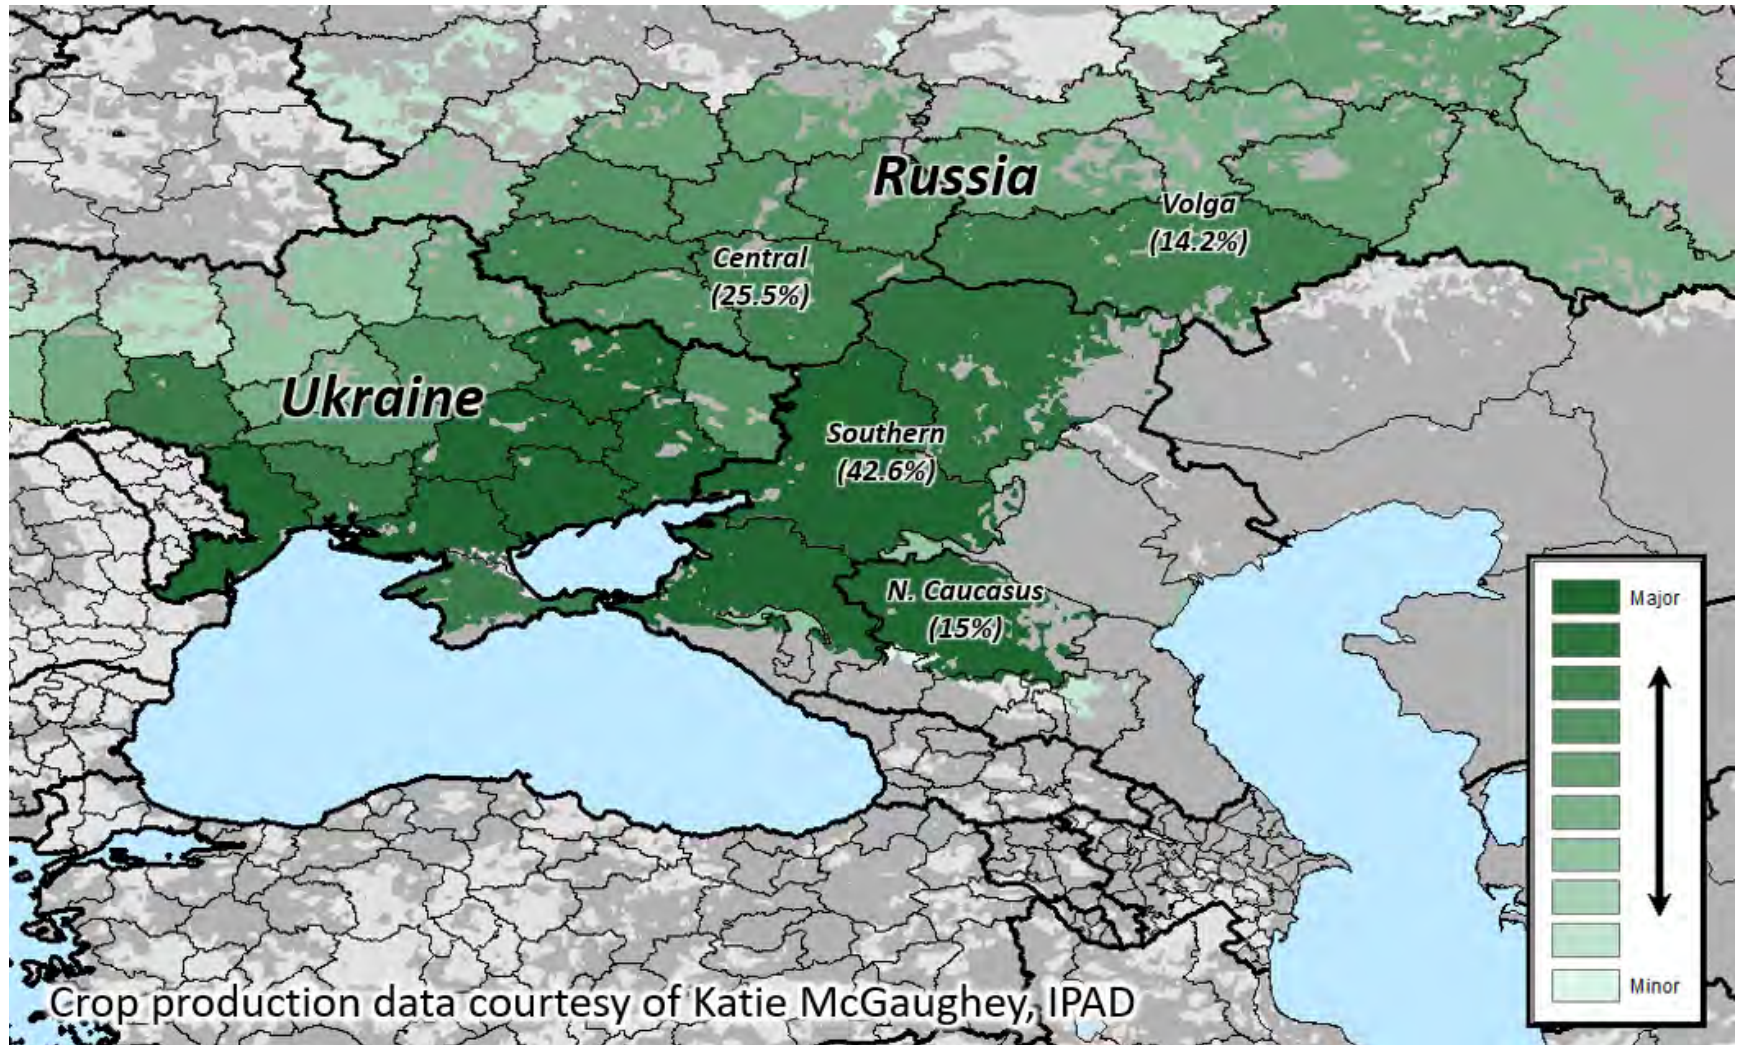 Russia
Volga
(14.2%)
Central
(25.5%)
Ukraine
Southern
(42.6%)
N. Caucasus
(15%)
Major
Minor
Crop production data courtesy of Katie McGaughey, IPAD